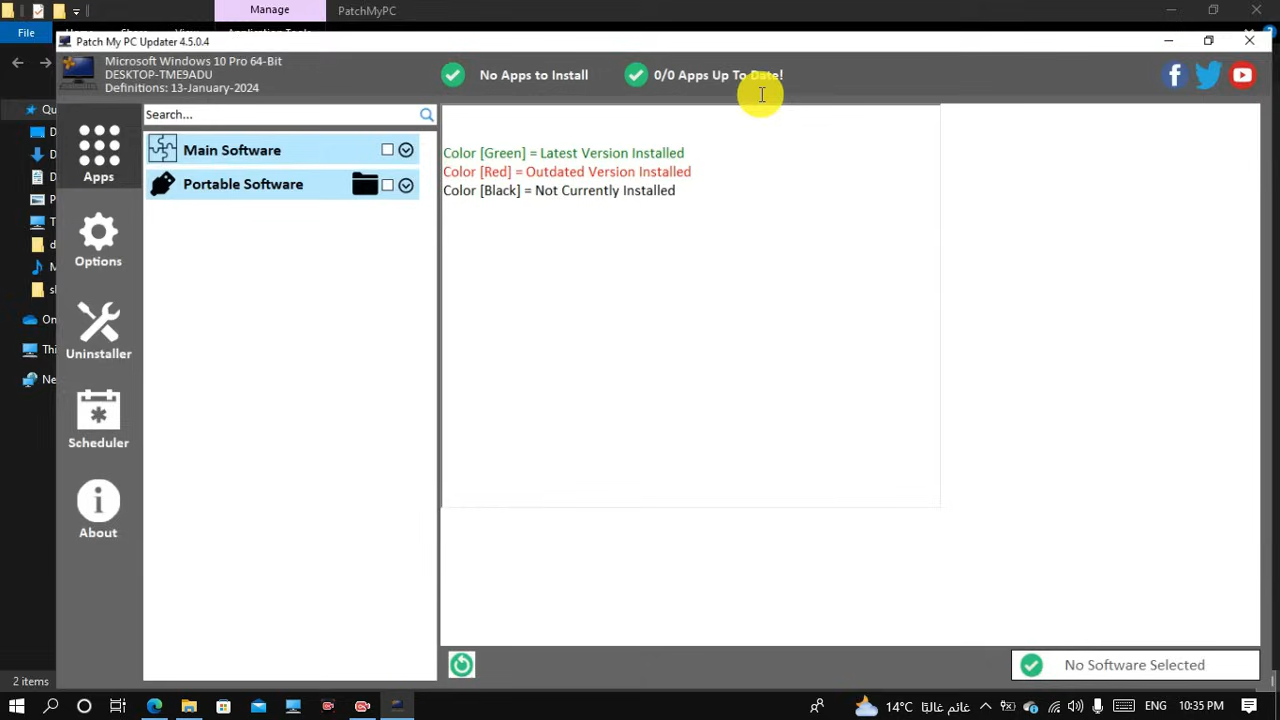 Manage
PatchMyPC
File
Patch My PC Updater 4.5.0.4
Microsoft Windows 10 Pro 64-Bit
DESKTOP-TME9ADU
Definitions: 13-January-2024
No Apps to Install
0/0 Apps Up To Date!
Search...
Main Software
Portable Software
Apps
Options
Uninstaller
Scheduler
About
Color [Green] = Latest Version Installed
Color [Red] = Outdated Version Installed
Color [Black] = Not Currently Installed
No Software Selected
2 items
14°C غائم غالبًا
ENG
10:35 PM